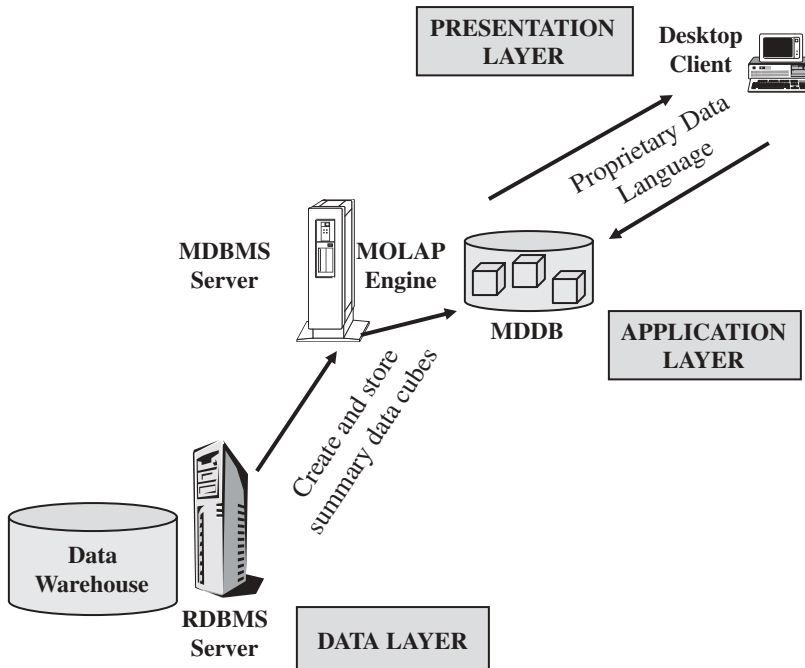 PRESENTATION
LAYER
Desktop
Client
Proprietary Data
Language
MDBMS
Server
MOLAP
Engine
MDDB
APPLICATION
LAYER
Create and store
summary data cubes
Data
Warehouse
RDBMS
Server
DATA LAYER